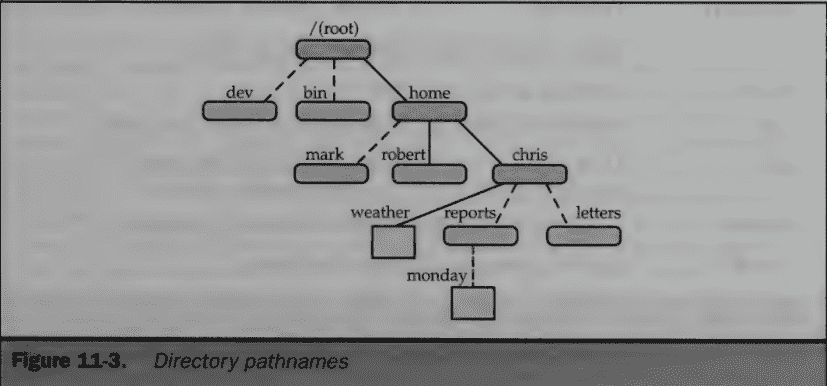 /(root)
dev bin home
mark robert chris
weather reports letters
monday
Figure 11-3. Directory pathnames